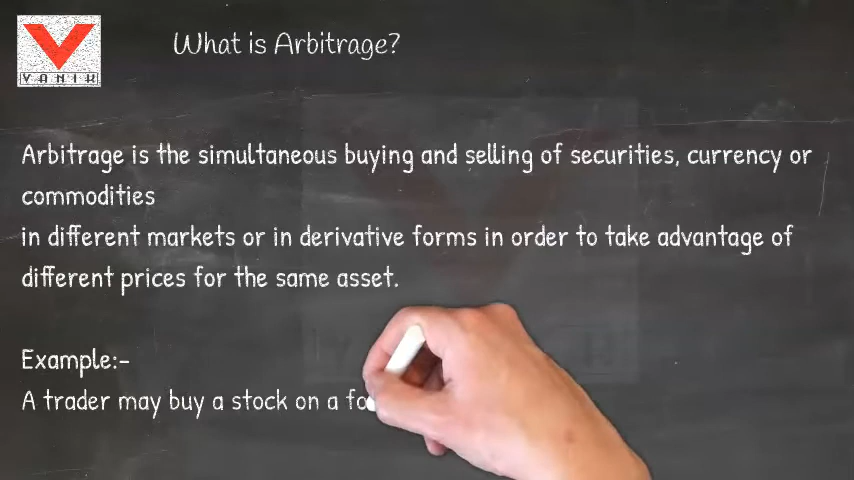 VANIK
What is Arbitrage?
Arbitrage is the simultaneous buying and selling of securities, currency or
commodities
in different markets or in derivative forms in order to take advantage of
different prices for the same asset.
Example:-
A trader may buy a stock on a fo